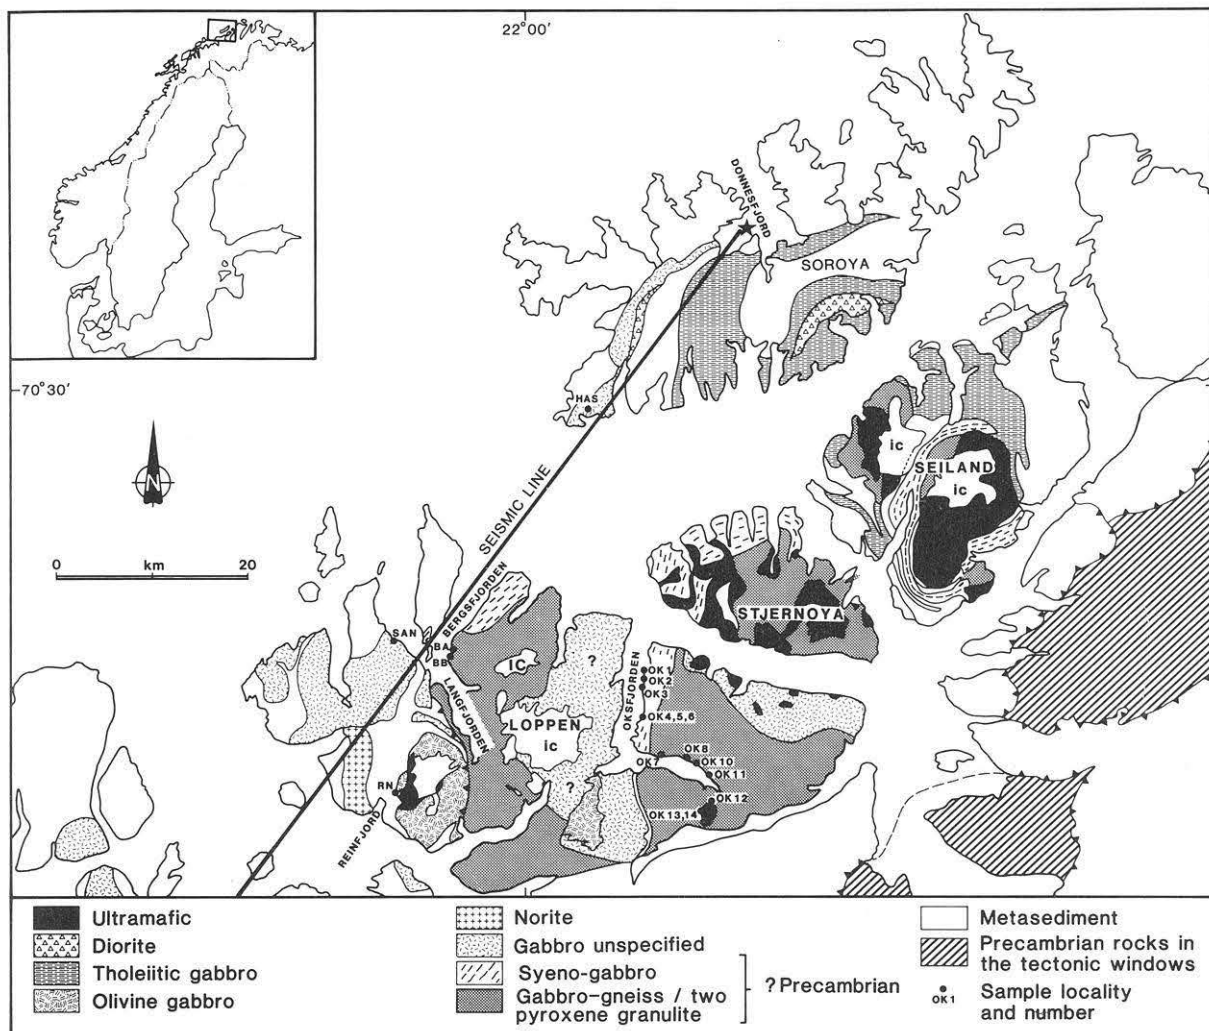 22°00'
DONNESFJORD
SOROYA
70°30'
HAS
ic
SEILAND
ic
N
SEISMIC LINE
0 km 20
BERGSFJORDEN
STJERNOYA
SAN
BA
BB
IC
?
OKSFJORDEN
OK1
OK2
OK3
LANGFJORDEN
LOPPEN
ic
OK4,5,6
OK7
OK8
OK10
OK11
RN
?
OK12
OK13,14
REINFJORD
Ultramafic
Diorite
Tholeiitic gabbro
Olivine gabbro
Norite
Gabbro unspecified
Syeno-gabbro
Gabbro-gneiss / two
pyroxene granulite
? Precambrian
Metasediment
Precambrian rocks in
the tectonic windows
OK1
Sample locality
and number